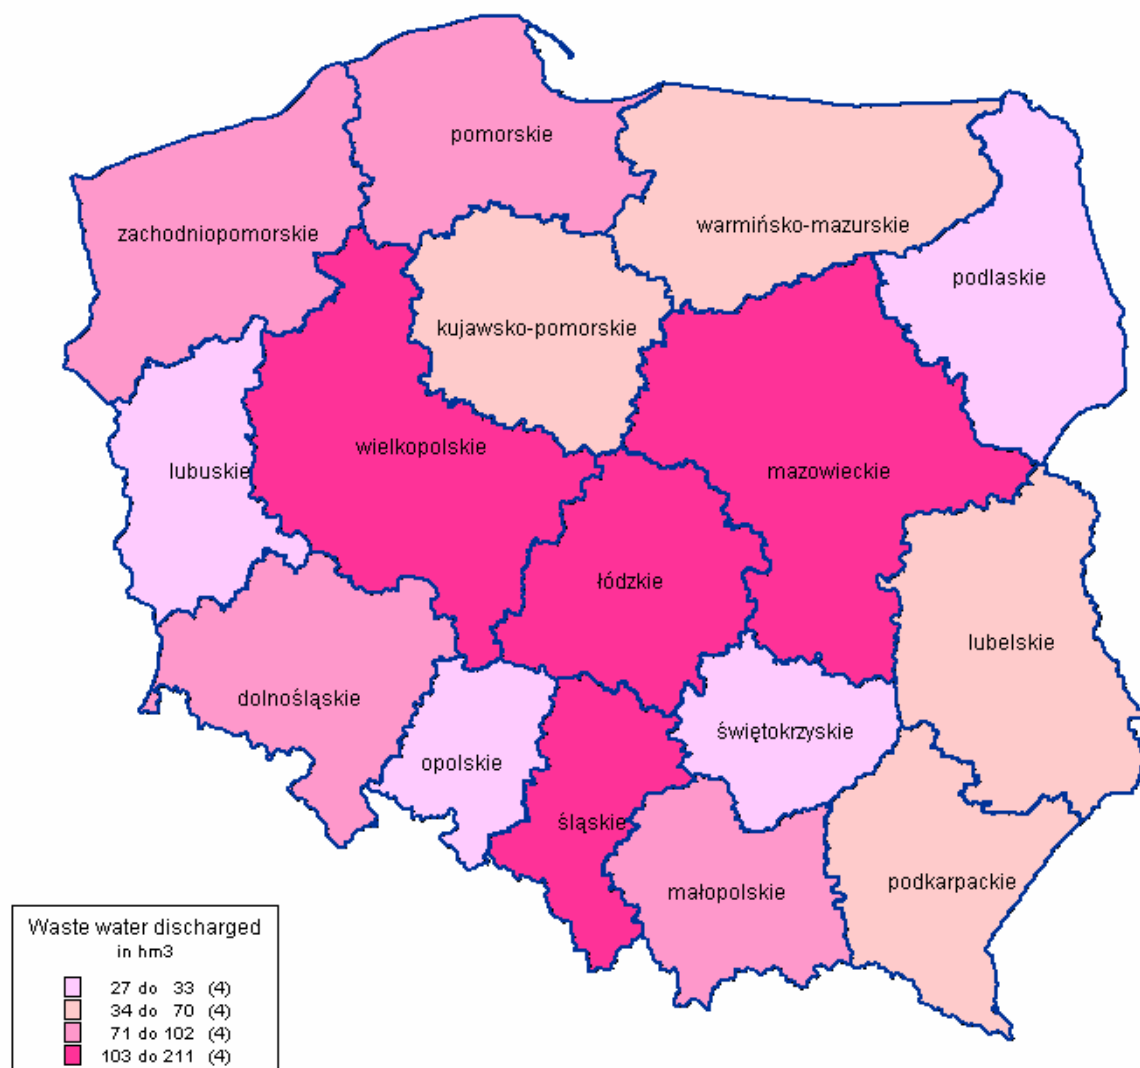 pomorskie
warmińsko-mazurskie
zachodniopomorskie
podlaskie
kujawsko-pomorskie
wielkopolskie
lubuskie
mazowieckie
łódzkie
lubelskie
dolnośląskie
świętokrzyskie
opolskie
śląskie
podkarpackie
małopolskie
Waste water discharged
in hm3
27 do 33 (4)
34 do 70 (4)
71 do 102 (4)
103 do 211 (4)